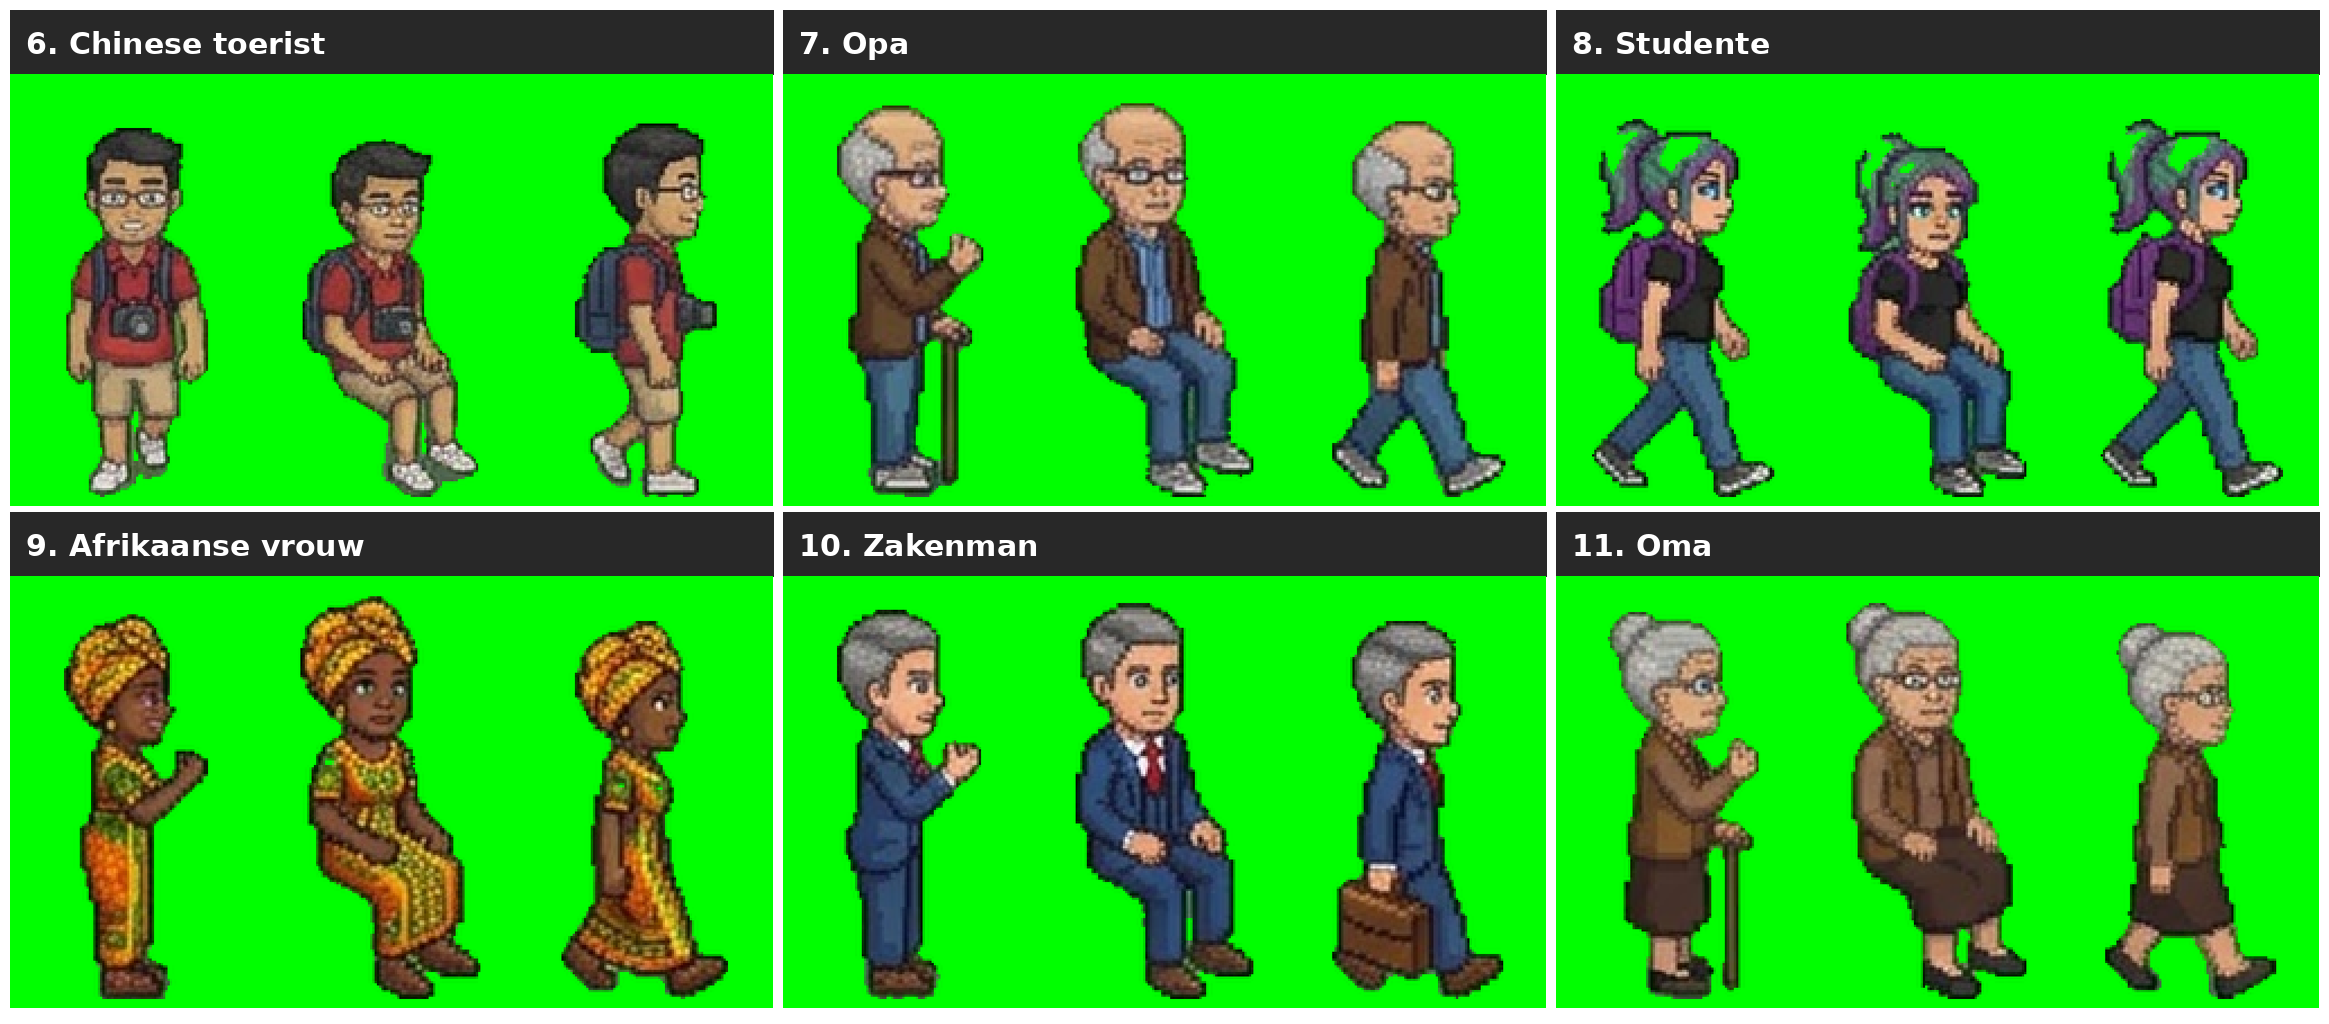 6. Chinese toerist
7. Opa
8. Studente
9. Afrikaanse vrouw
10. Zakenman
11. Oma